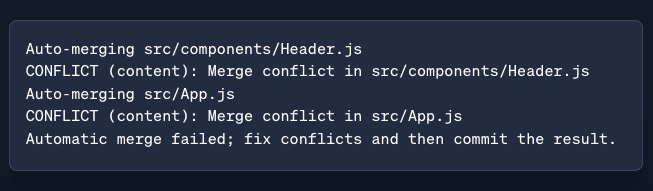 Auto-merging src/components/Header.js
CONFLICT (content): Merge conflict in src/components/Header.js
Auto-merging src/App.js
CONFLICT (content): Merge conflict in src/App.js
Automatic merge failed; fix conflicts and then commit the result.